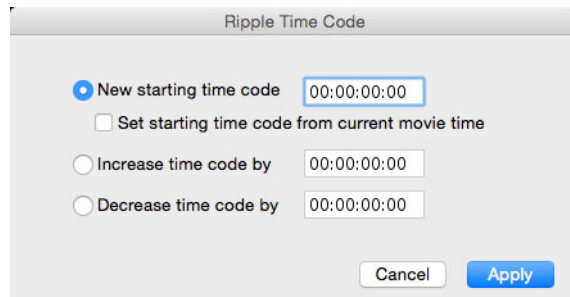 Ripple Time Code
New starting time code 00:00:00:00
Set starting time code from current movie time
Increase time code by 00:00:00:00
Decrease time code by 00:00:00:00
Cancel Apply